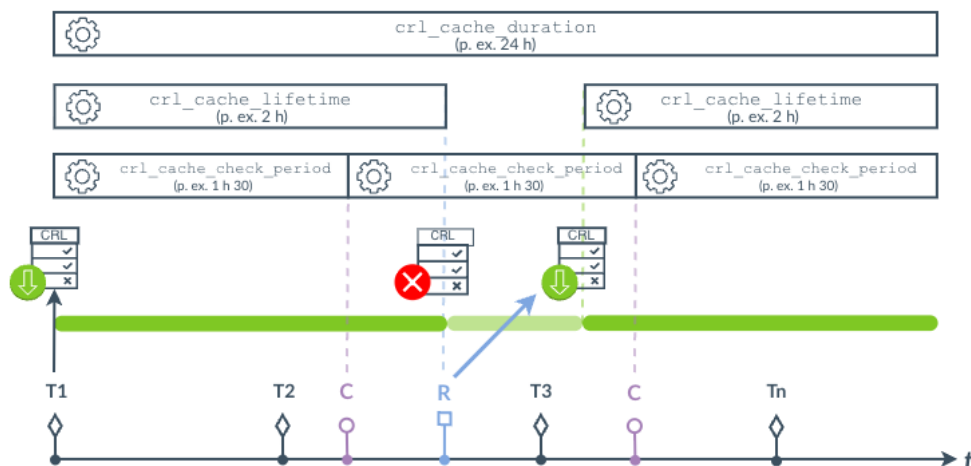 crl_cache_duration
(p. ex. 24 h)
crl_cache_lifetime
(p. ex. 2 h)
crl_cache_lifetime
(p. ex. 2 h)
crl_cache_check_period
(p. ex. 1 h 30)
crl_cache_check_period
(p. ex. 1 h 30)
crl_cache_check_period
(p. ex. 1 h 30)
CRL
CRL
CRL
T1
T2
C
R
T3
C
Tn
t